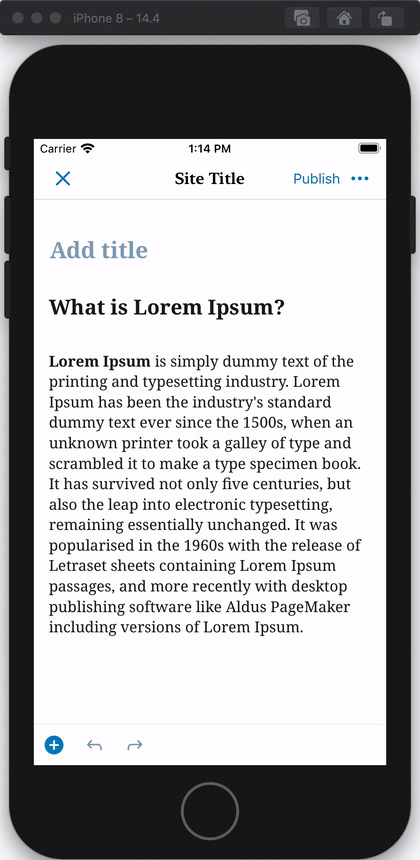 iPhone 8 – 14.4
Carrier 1:14 PM
Site Title Publish
Add title
What is Lorem Ipsum?
Lorem Ipsum is simply dummy text of the
printing and typesetting industry. Lorem
Ipsum has been the industry's standard
dummy text ever since the 1500s, when an
unknown printer took a galley of type and
scrambled it to make a type specimen book.
It has survived not only five centuries, but
also the leap into electronic typesetting,
remaining essentially unchanged. It was
popularised in the 1960s with the release of
Letraset sheets containing Lorem Ipsum
passages, and more recently with desktop
publishing software like Aldus PageMaker
including versions of Lorem Ipsum.